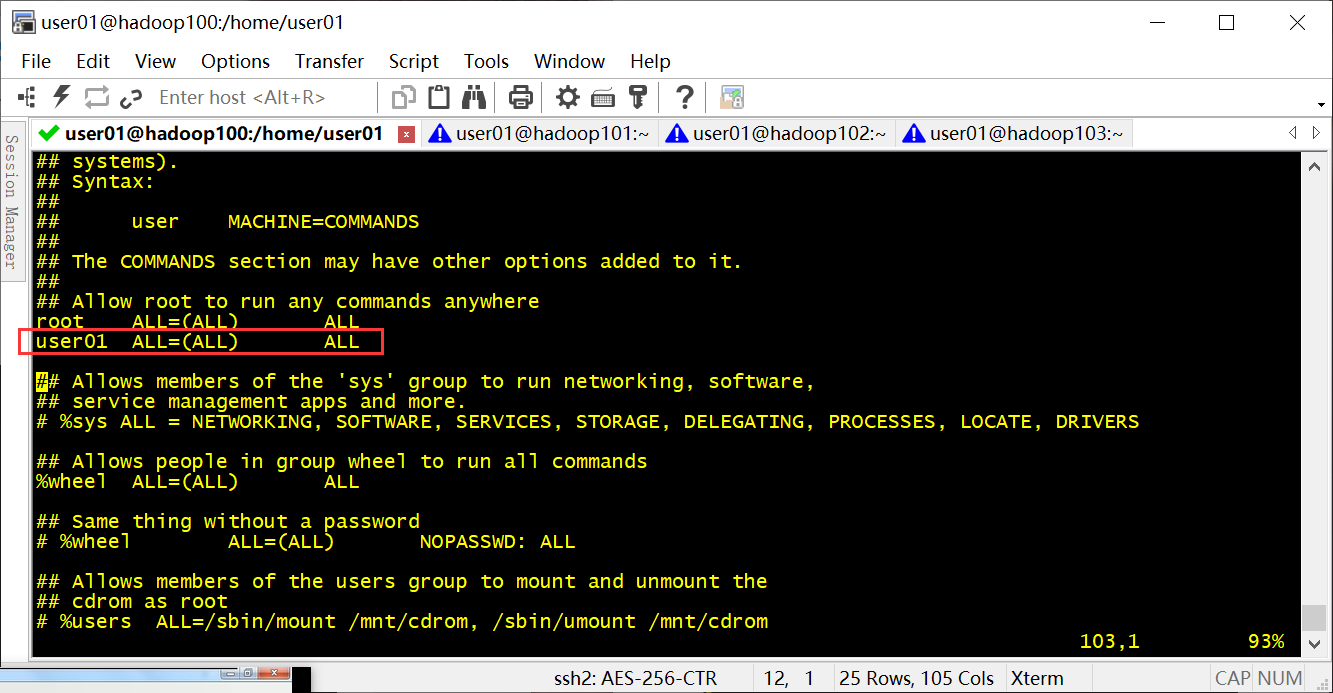 user01@hadoop100:/home/user01
File Edit View Options Transfer Script Tools Window Help
Enter host <Alt+R>
Session Manager
user01@hadoop100:/home/user01 user01@hadoop101:~ user01@hadoop102:~ user01@hadoop103:~
## systems).
## Syntax:
##
##      user    MACHINE=COMMANDS
##
## The COMMANDS section may have other options added to it.
##
## Allow root to run any commands anywhere
root    ALL=(ALL)       ALL
user01  ALL=(ALL)       ALL
## Allows members of the 'sys' group to run networking, software,
## service management apps and more.
# %sys ALL = NETWORKING, SOFTWARE, SERVICES, STORAGE, DELEGATING, PROCESSES, LOCATE, DRIVERS
## Allows people in group wheel to run all commands
%wheel  ALL=(ALL)       ALL
## Same thing without a password
# %wheel        ALL=(ALL)       NOPASSWD: ALL
## Allows members of the users group to mount and unmount the
## cdrom as root
# %users  ALL=/sbin/mount /mnt/cdrom, /sbin/umount /mnt/cdrom
103,1 93%
ssh2: AES-256-CTR 12, 1 25 Rows, 105 Cols Xterm CAP NUM